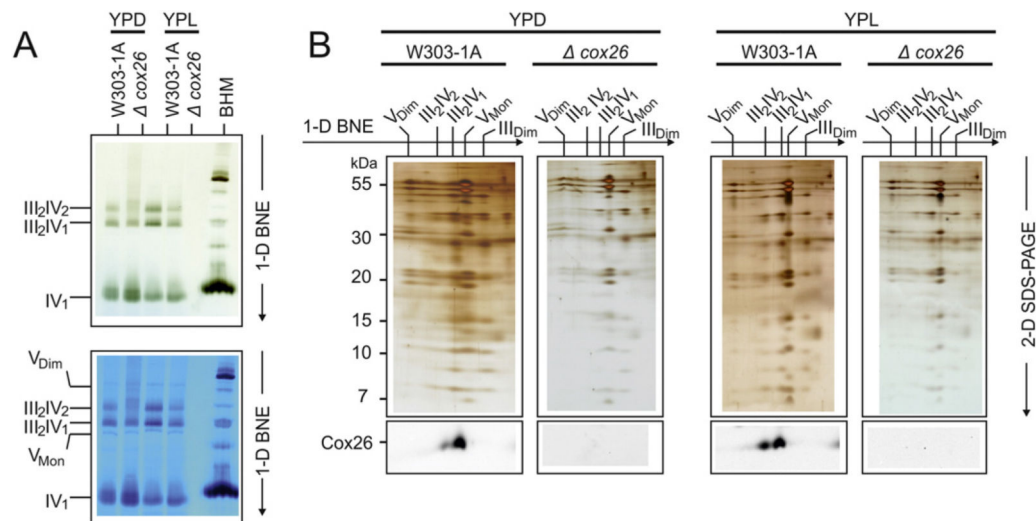 A
YPD YPL
W303-1A
Δ cox26
W303-1A
Δ cox26
BHM
III2IV2
III2IV1
IV1
1-D BNE
VDim
III2IV2
III2IV1
VMon
IV1
1-D BNE
B
YPD YPL
W303-1A Δ cox26 W303-1A Δ cox26
1-D BNE
VDim III2IV2 III2IV1 VMon IIIDim
VDim III2IV2 III2IV1 VMon IIIDim
VDim III2IV2 III2IV1 VMon IIIDim
VDim III2IV2 III2IV1 VMon IIIDim
kDa
55
30
20
15
10
7
Cox26
2-D SDS-PAGE